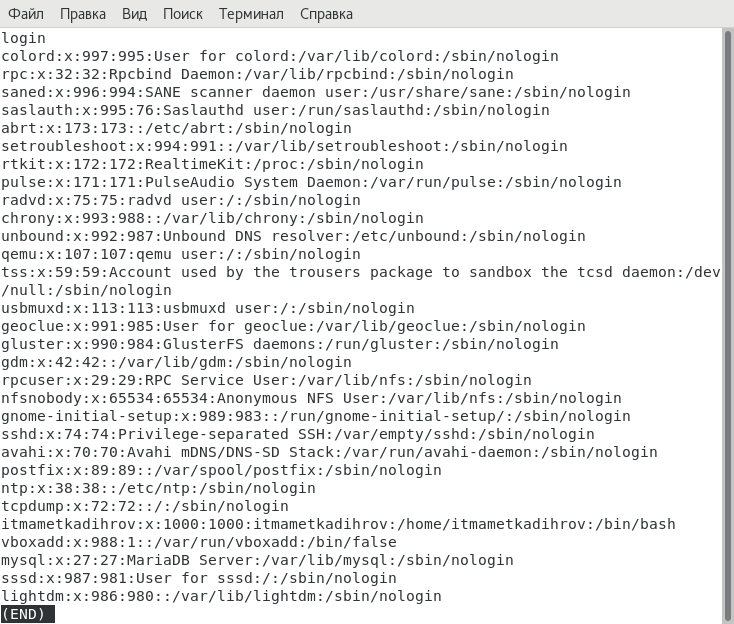 Файл Правка Вид Поиск Терминал Справка
login
colord:x:997:995:User for colord:/var/lib/colord:/sbin/nologin
rpc:x:32:32:Rpcbind Daemon:/var/lib/rpcbind:/sbin/nologin
saned:x:996:994:SANE scanner daemon user:/usr/share/sane:/sbin/nologin
saslauth:x:995:76:Saslauthd user:/run/saslauthd:/sbin/nologin
abrt:x:173:173::/etc/abrt:/sbin/nologin
setroubleshoot:x:994:991::/var/lib/setroubleshoot:/sbin/nologin
rtkit:x:172:172:RealtimeKit:/proc:/sbin/nologin
pulse:x:171:171:PulseAudio System Daemon:/var/run/pulse:/sbin/nologin
radvd:x:75:75:radvd user:/:/sbin/nologin
chrony:x:993:988::/var/lib/chrony:/sbin/nologin
unbound:x:992:987:Unbound DNS resolver:/etc/unbound:/sbin/nologin
qemu:x:107:107:qemu user:/:/sbin/nologin
tss:x:59:59:Account used by the trousers package to sandbox the tcsd daemon:/dev
/null:/sbin/nologin
usbmuxd:x:113:113:usbmuxd user:/:/sbin/nologin
geoclue:x:991:985:User for geoclue:/var/lib/geoclue:/sbin/nologin
gluster:x:990:984:GlusterFS daemons:/run/gluster:/sbin/nologin
gdm:x:42:42::/var/lib/gdm:/sbin/nologin
rpcuser:x:29:29:RPC Service User:/var/lib/nfs:/sbin/nologin
nfsnobody:x:65534:65534:Anonymous NFS User:/var/lib/nfs:/sbin/nologin
gnome-initial-setup:x:989:983::/run/gnome-initial-setup/:/sbin/nologin
sshd:x:74:74:Privilege-separated SSH:/var/empty/sshd:/sbin/nologin
avahi:x:70:70:Avahi mDNS/DNS-SD Stack:/var/run/avahi-daemon:/sbin/nologin
postfix:x:89:89::/var/spool/postfix:/sbin/nologin
ntp:x:38:38::/etc/ntp:/sbin/nologin
tcpdump:x:72:72::/:/sbin/nologin
itmametkadihrov:x:1000:1000:itmametkadihrov:/home/itmametkadihrov:/bin/bash
vboxadd:x:988:1::/var/run/vboxadd:/bin/false
mysql:x:27:27:MariaDB Server:/var/lib/mysql:/sbin/nologin
sssd:x:987:981:User for sssd:/:/sbin/nologin
lightdm:x:986:980::/var/lib/lightdm:/sbin/nologin
(END)